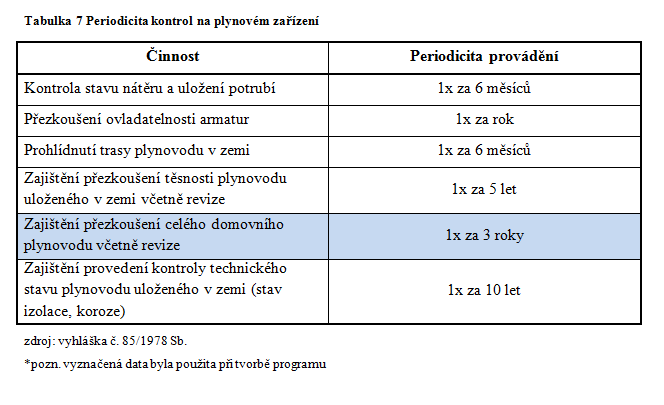 Tabulka 7 Periodicita kontrol na plynovém zařízení
Činnost
Periodicita provádění
Kontrola stavu nátěru a uložení potrubí
1x za 6 měsíců
Přezkoušení ovladatelnosti armatur
1x za rok
Prohlídnutí trasy plynovodu v zemi
1x za 6 měsíců
Zajištění přezkoušení těsnosti plynovodu
uloženého v zemi včetně revize
1x za 5 let
Zajištění přezkoušení celého domovního
plynovodu včetně revize
1x za 3 roky
Zajištění provedení kontroly technického
stavu plynovodu uloženého v zemi (stav
izolace, koroze)
1x za 10 let
zdroj: vyhláška č. 85/1978 Sb.
*pozn. vyznačená data byla použita při tvorbě programu